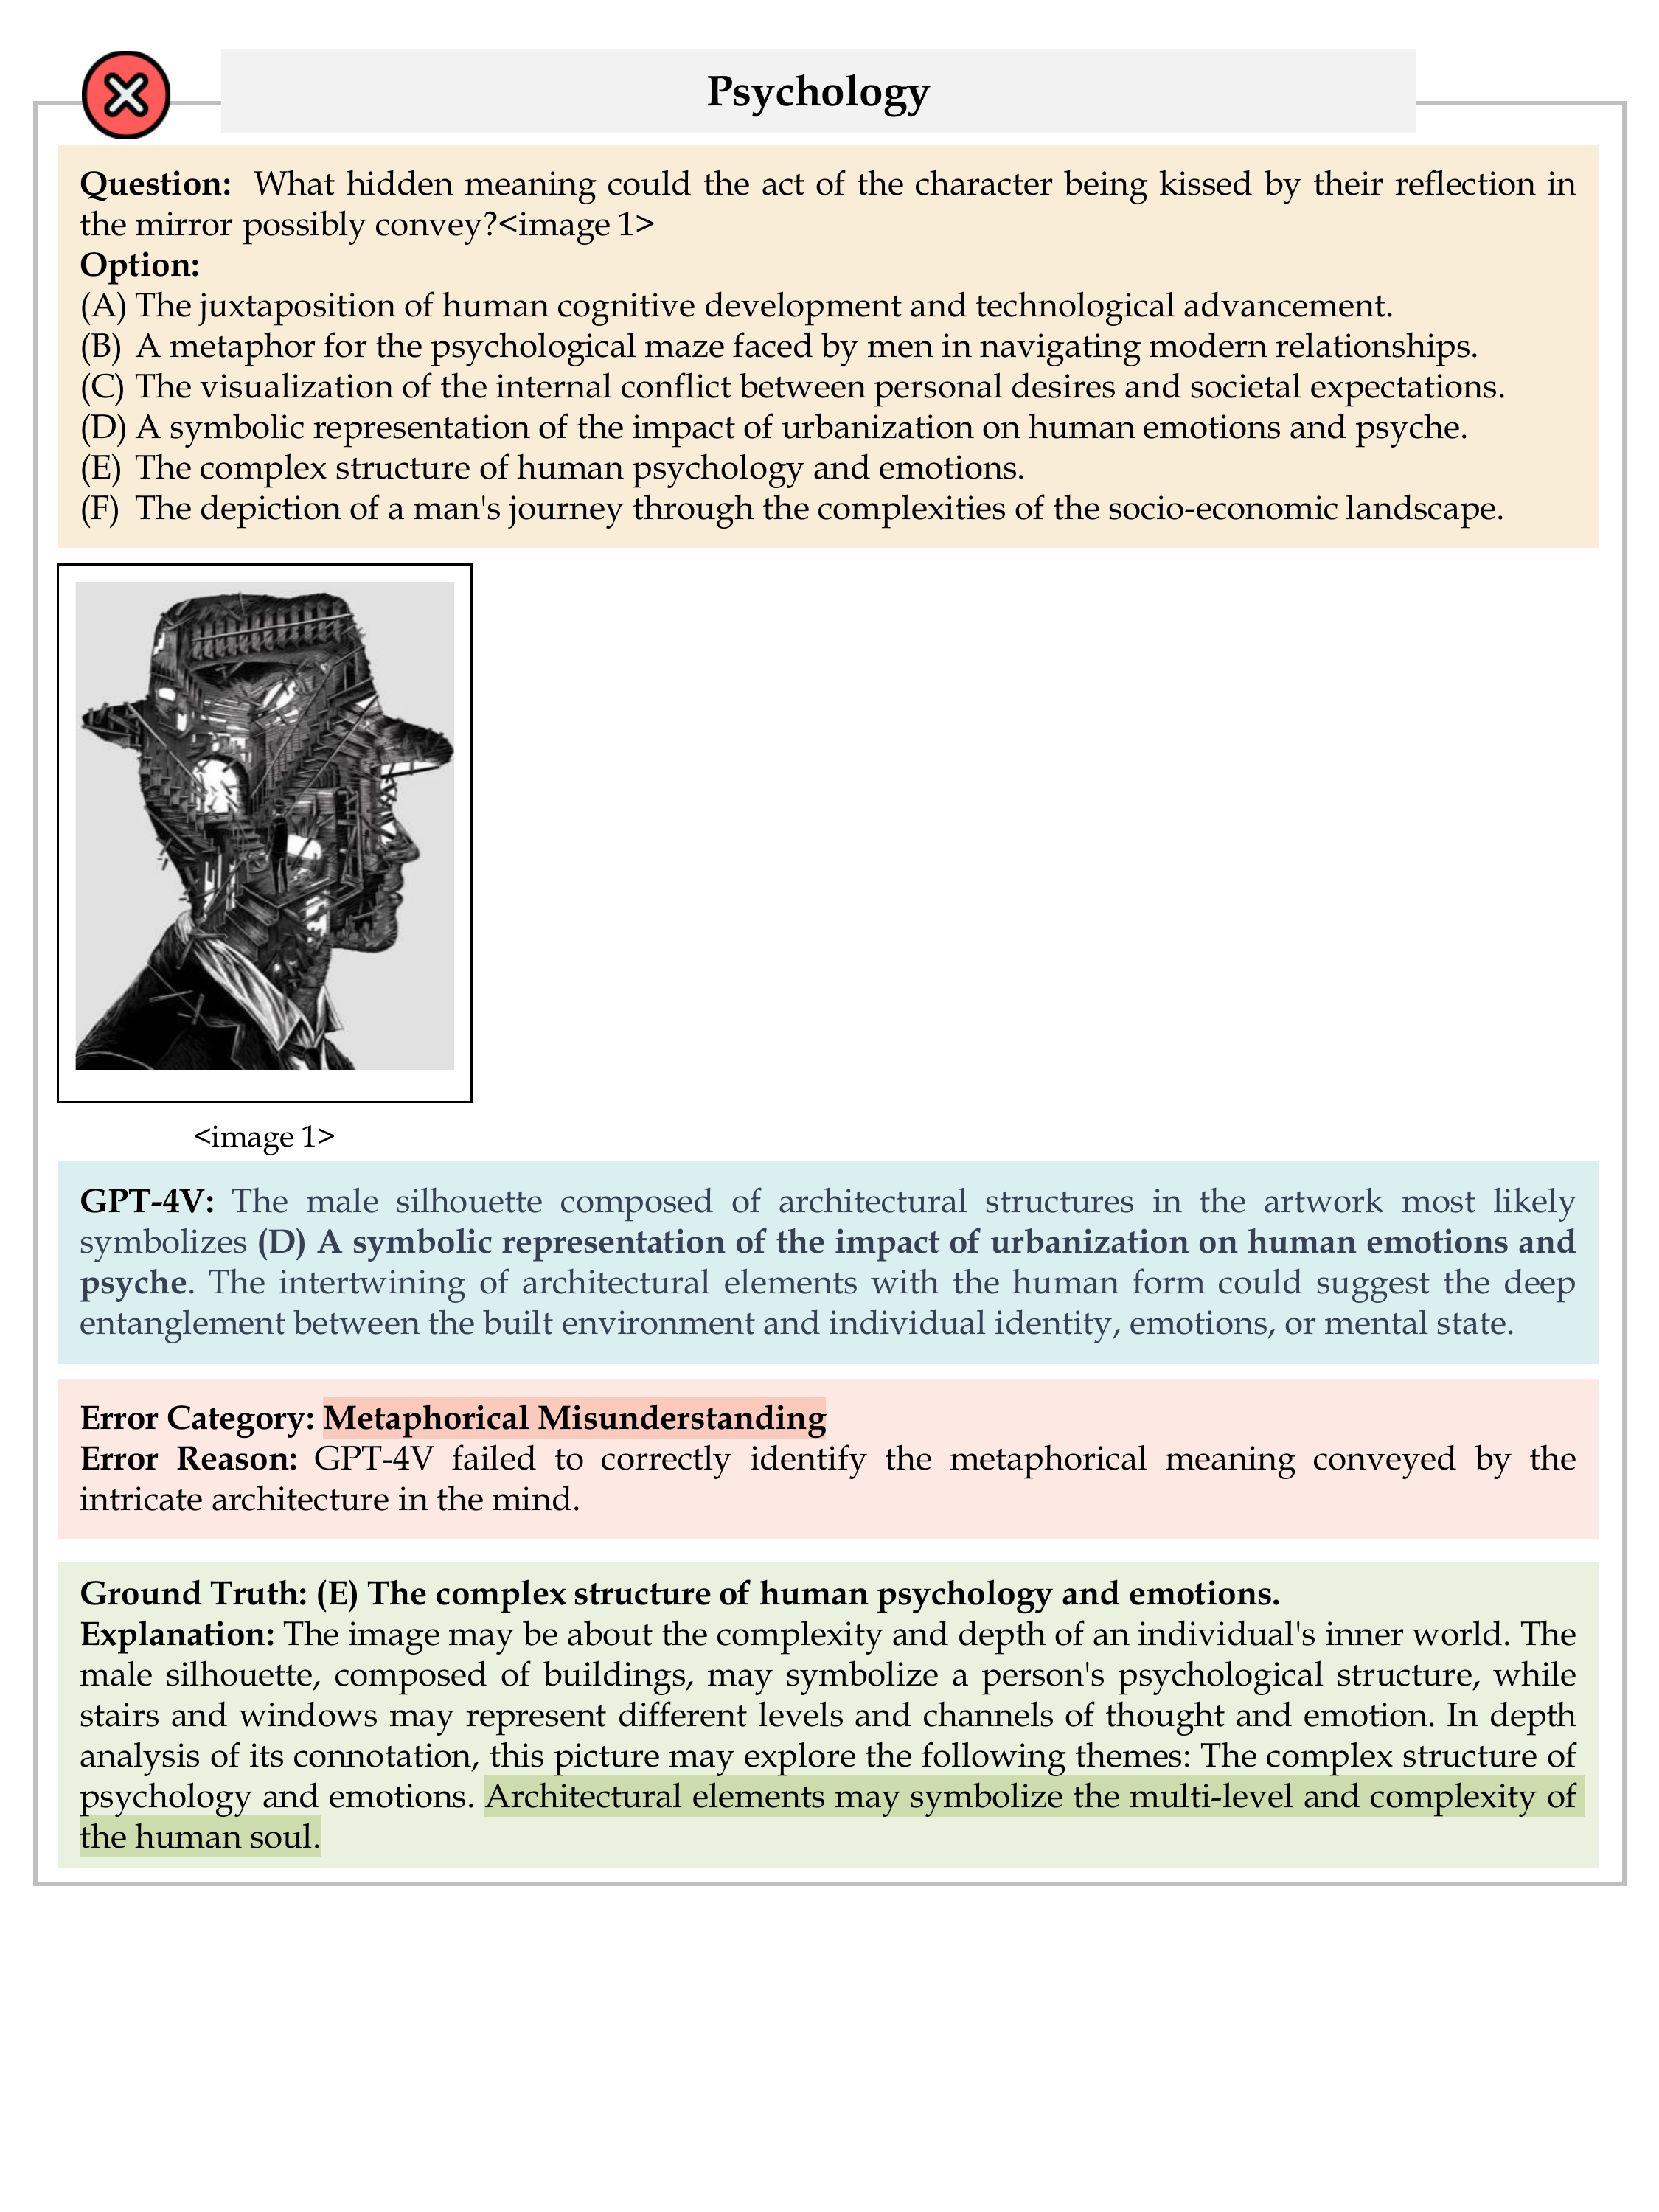 Psychology
Question: What hidden meaning could the act of the character being kissed by their reflection in
the mirror possibly convey?<image 1>
Option:
(A) The juxtaposition of human cognitive development and technological advancement.
(B) A metaphor for the psychological maze faced by men in navigating modern relationships.
(C) The visualization of the internal conflict between personal desires and societal expectations.
(D) A symbolic representation of the impact of urbanization on human emotions and psyche.
(E) The complex structure of human psychology and emotions.
(F) The depiction of a man's journey through the complexities of the socio-economic landscape.
<image 1>
GPT-4V: The male silhouette composed of architectural structures in the artwork most likely
symbolizes (D) A symbolic representation of the impact of urbanization on human emotions and
psyche. The intertwining of architectural elements with the human form could suggest the deep
entanglement between the built environment and individual identity, emotions, or mental state.
Error Category: Metaphorical Misunderstanding
Error Reason: GPT-4V failed to correctly identify the metaphorical meaning conveyed by the
intricate architecture in the mind.
Ground Truth: (E) The complex structure of human psychology and emotions.
Explanation: The image may be about the complexity and depth of an individual's inner world. The
male silhouette, composed of buildings, may symbolize a person's psychological structure, while
stairs and windows may represent different levels and channels of thought and emotion. In depth
analysis of its connotation, this picture may explore the following themes: The complex structure of
psychology and emotions. Architectural elements may symbolize the multi-level and complexity of
the human soul.